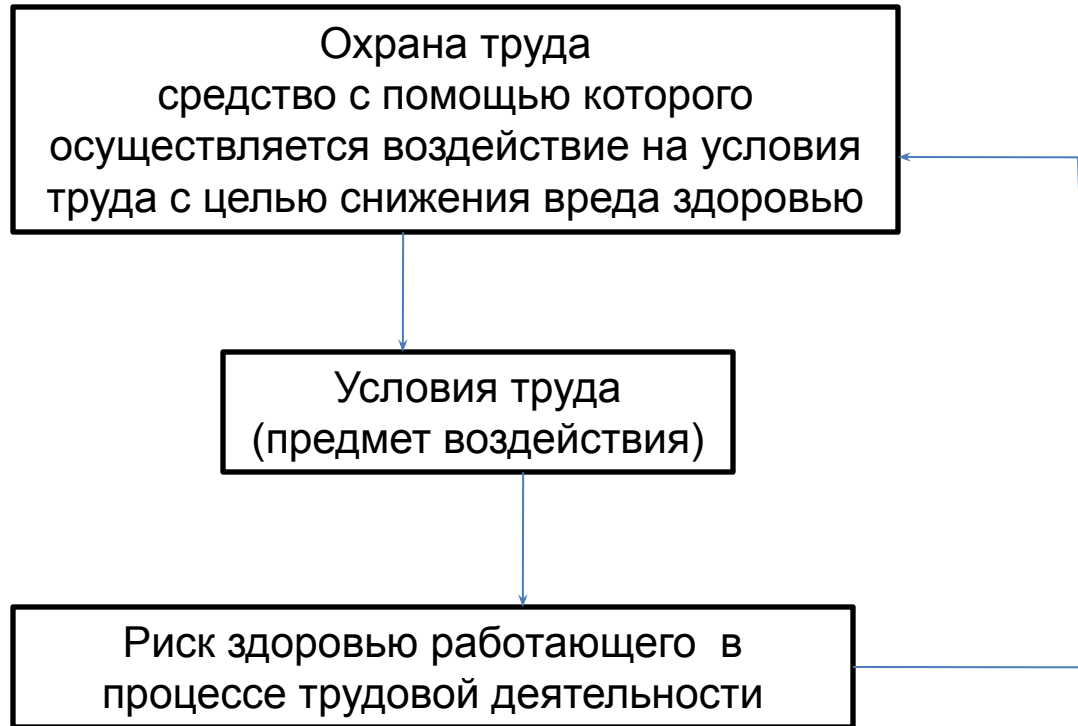 Охрана труда
средство с помощью которого
осуществляется воздействие на условия
труда с целью снижения вреда здоровью
Условия труда
(предмет воздействия)
Риск здоровью работающего в
процессе трудовой деятельности